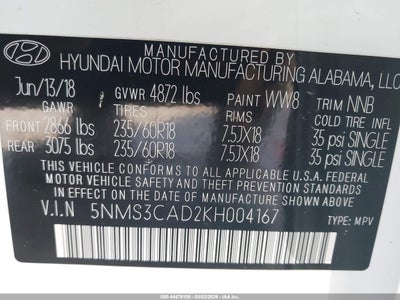 MANUFACTURED BY
HYUNDAI MOTOR MANUFACTURING ALABAMA, LLC
Jun/13/18 GVWR 4872 lbs PAINT WW8 TRIM NNB
GAWR TIRES RIMS COLD TIRE INFL
FRONT 2866 lbs 235/60R18 7.5JX18 35 psi SINGLE
REAR 3075 lbs 235/60R18 7.5JX18 35 psi SINGLE
THIS VEHICLE CONFORMS TO ALL APPLICABLE FEDERAL
MOTOR VEHICLE SAFETY AND THEFT PREVENTION STANDARDS
IN EFFECT ON THE DATE OF MANUFACTURE SHOWN ABOVE.
V.I.N 5NMS3CAD2KH004167 TYPE: MPV